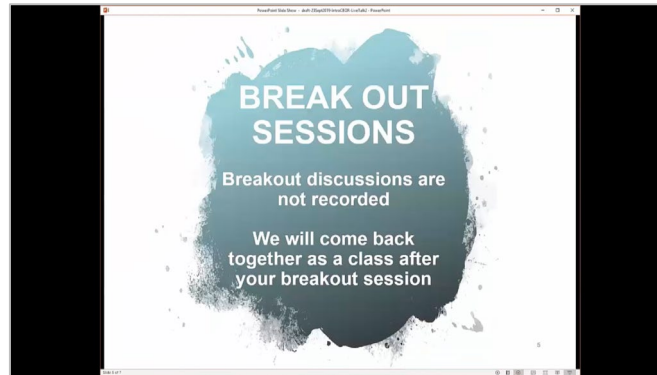 BREAK OUT
SESSIONS
Breakout discussions are
not recorded
We will come back
together as a class after
your breakout session